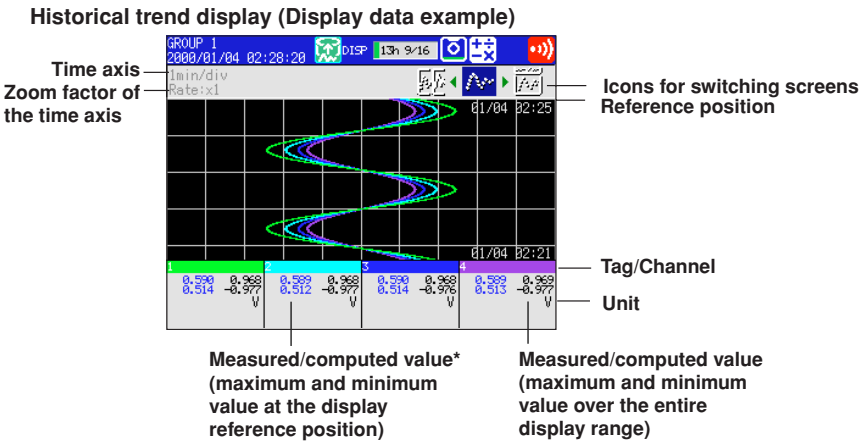 Historical trend display (Display data example)
GROUP 1
2000/01/04 02:28:20 DISP 13h 9/16
Time axis
1min/div
Zoom factor of
the time axis
Rate:x1
Icons for switching screens
Reference position
01/04 02:25
01/04 02:21
1 2 3 4
Tag/Channel
0.590 0.968 0.589 0.968 0.590 0.968 0.589 0.969
0.514 -0.977 0.512 -0.977 0.514 -0.976 0.513 -0.977
V V V V
Unit
Measured/computed value*
(maximum and minimum
value at the display
reference position)
Measured/computed value
(maximum and minimum
value over the entire
display range)